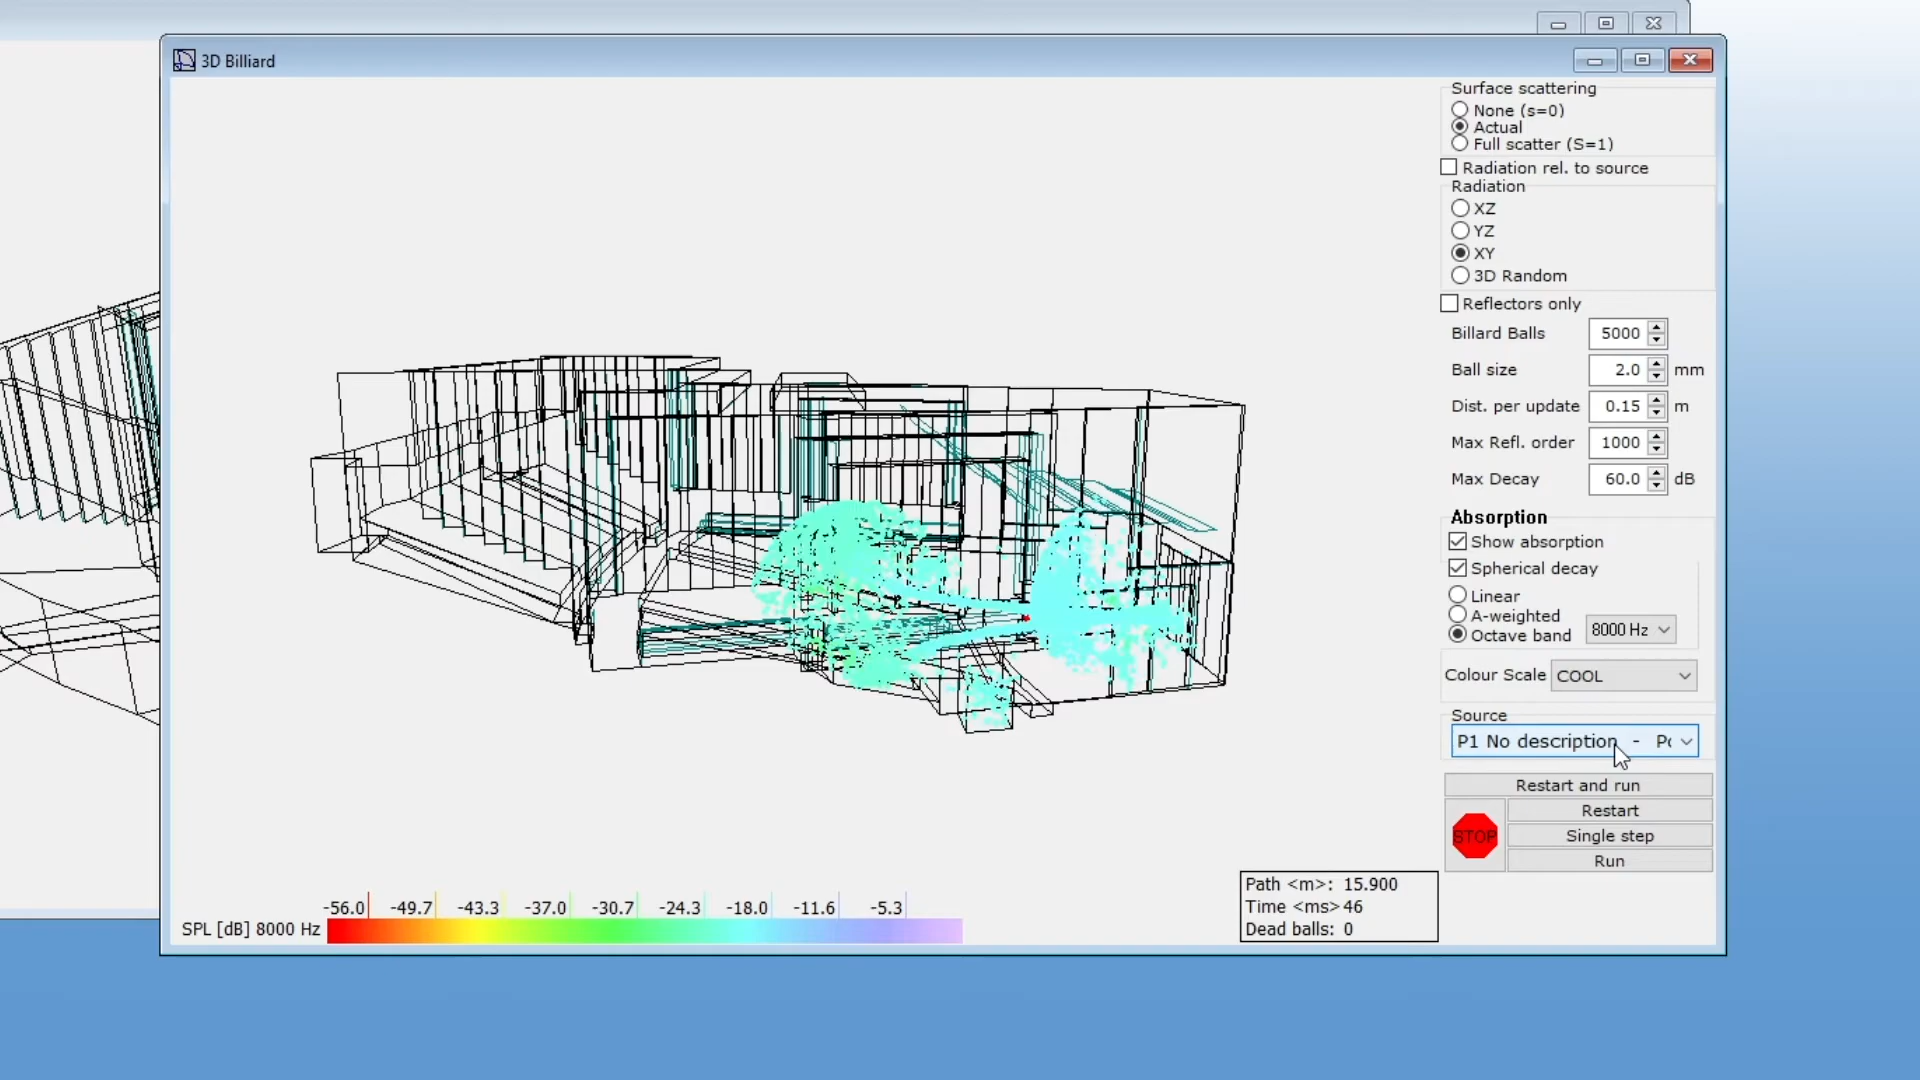 3D Billiard
Surface scattering
None (s=0)
Actual
Full scatter (S=1)
Radiation rel. to source
Radiation
XZ
YZ
XY
3D Random
Reflectors only
Billard Balls 5000
Ball size 2.0 mm
Dist. per update 0.15 m
Max Refl. order 1000
Max Decay 60.0 dB
Absorption
Show absorption
Spherical decay
Linear
A-weighted
Octave band 8000 Hz
Colour Scale COOL
Source
P1 No description -
Restart and run
STOP
Restart
Single step
Run
Path <m>: 15.900
Time <ms> 46
Dead balls: 0
-56.0 -49.7 -43.3 -37.0 -30.7 -24.3 -18.0 -11.6 -5.3
SPL [dB] 8000 Hz